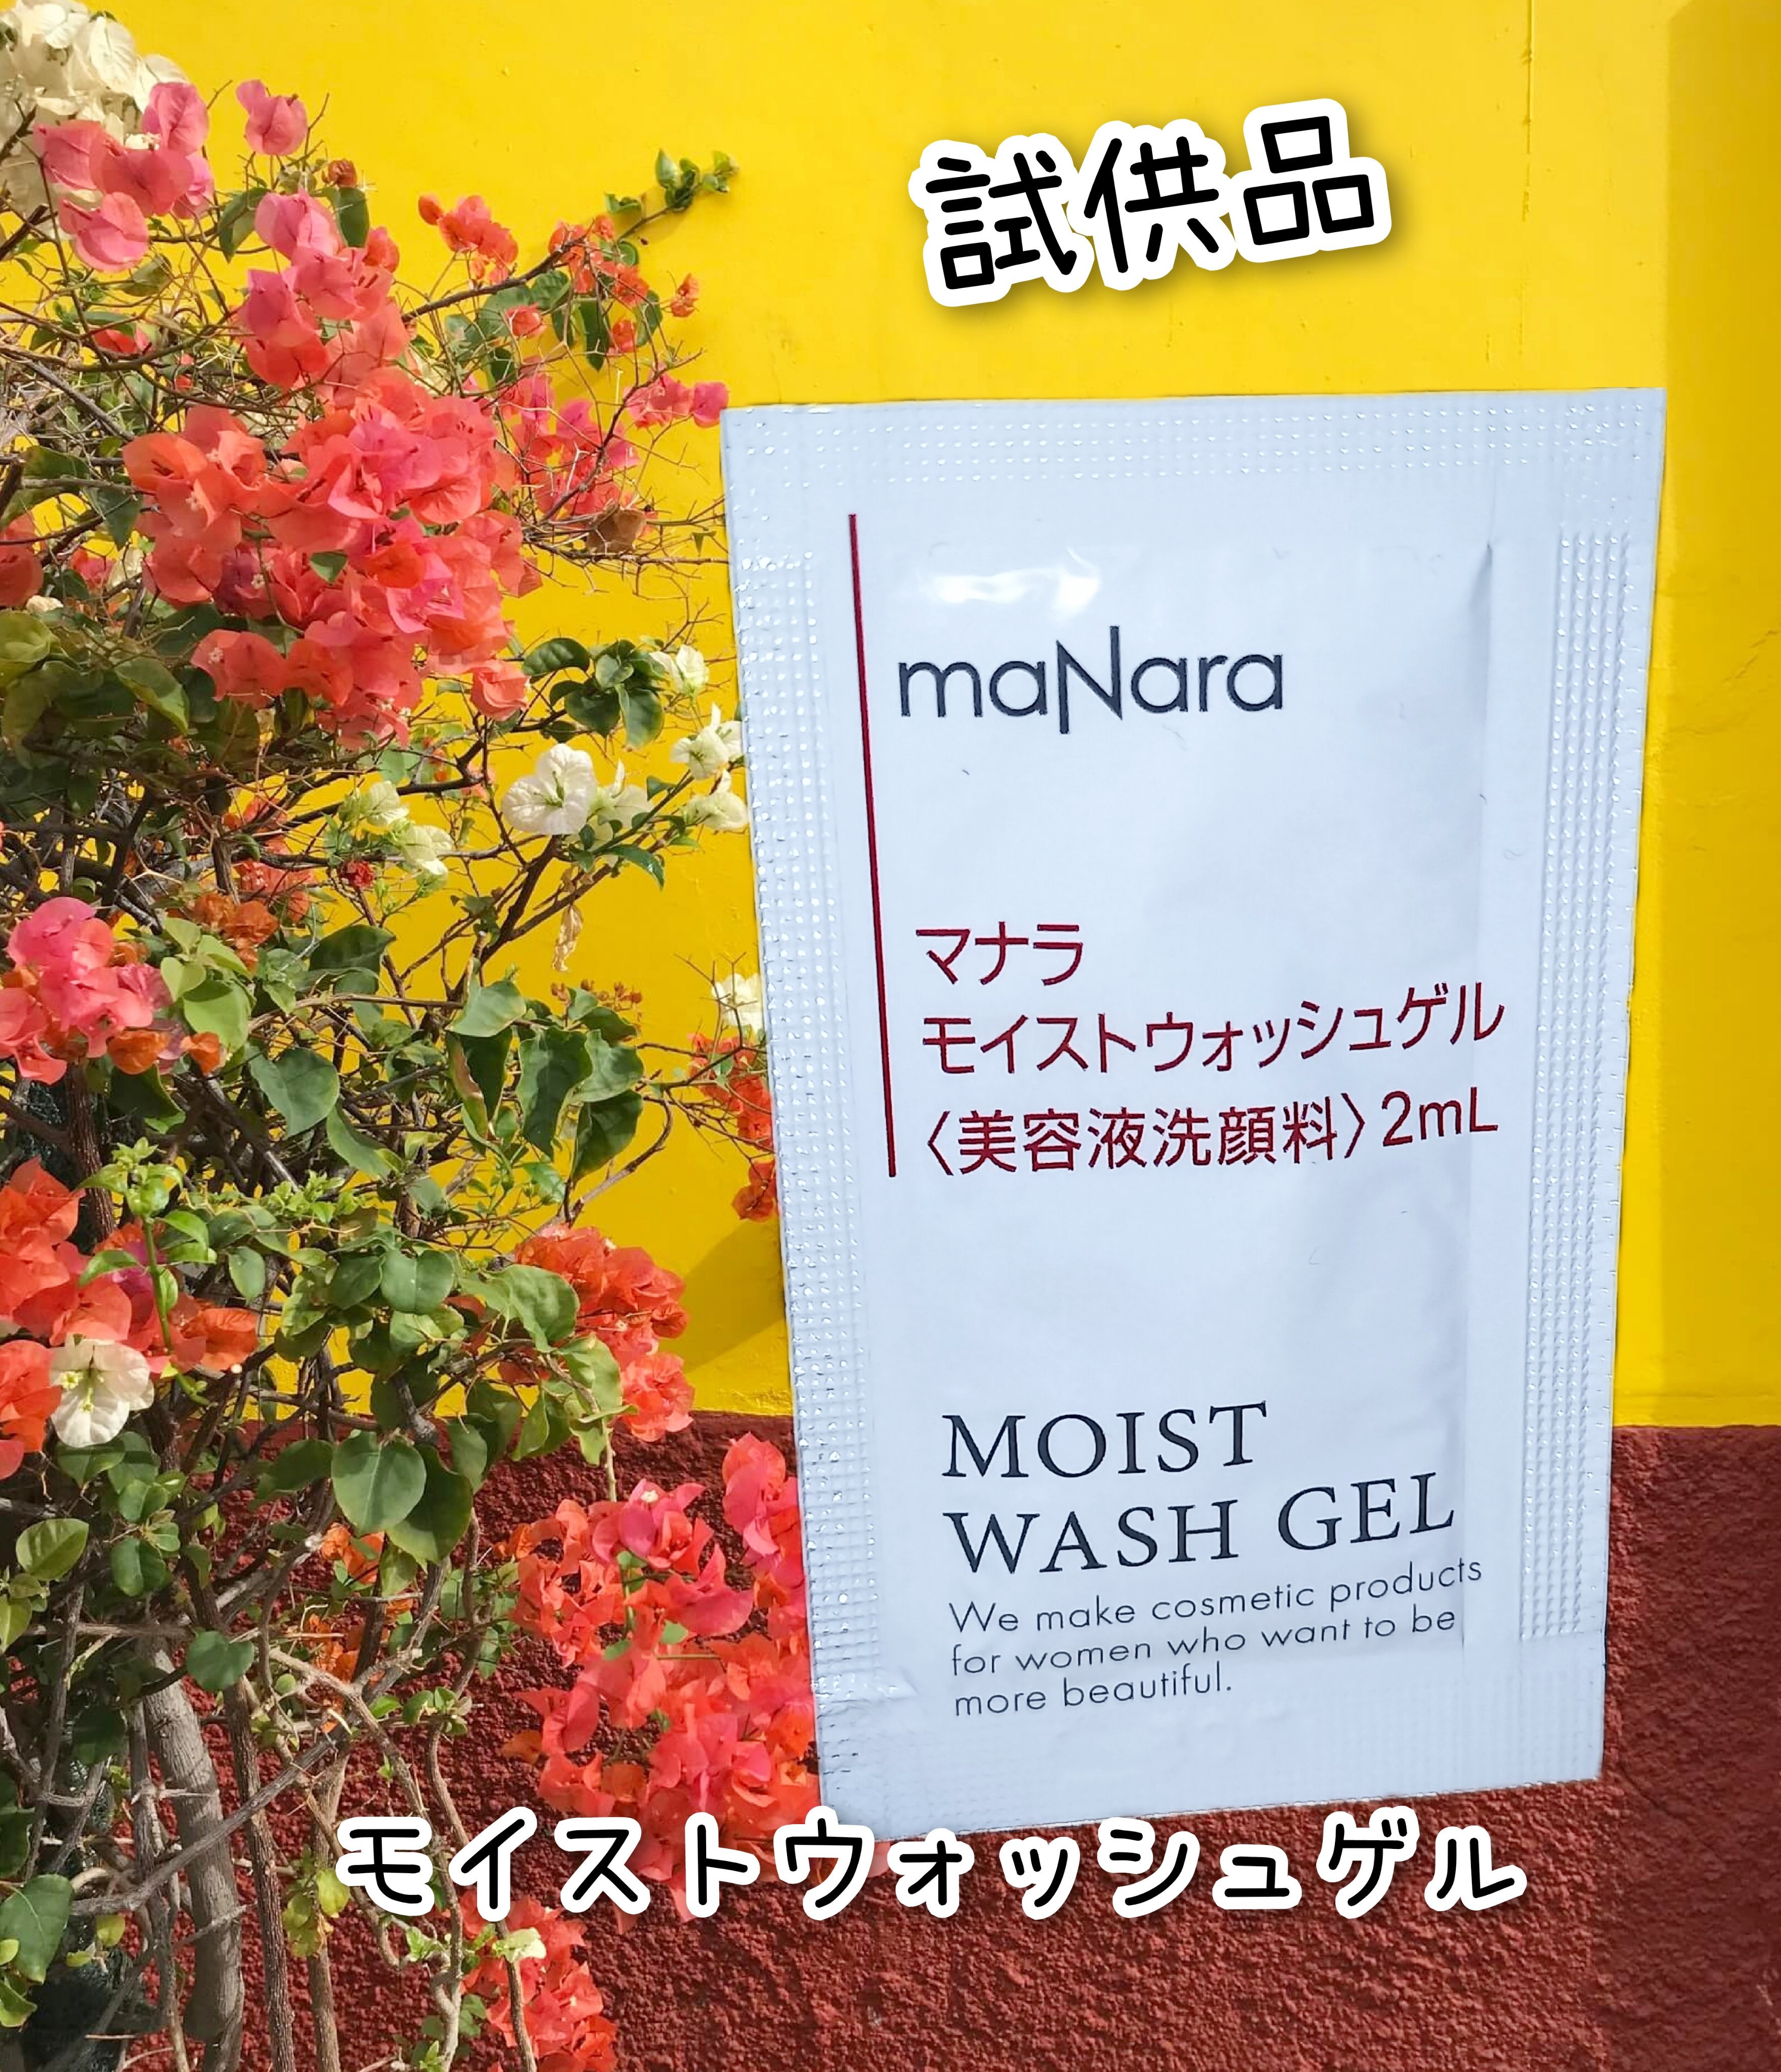 試供品
maNara
マナラ
モイストウォッシュゲル
〈美容液洗顔料〉2mL
MOIST
WASH GEL
We make cosmetic products
for women who want to be
more beautiful.
モイストウォッシュゲル